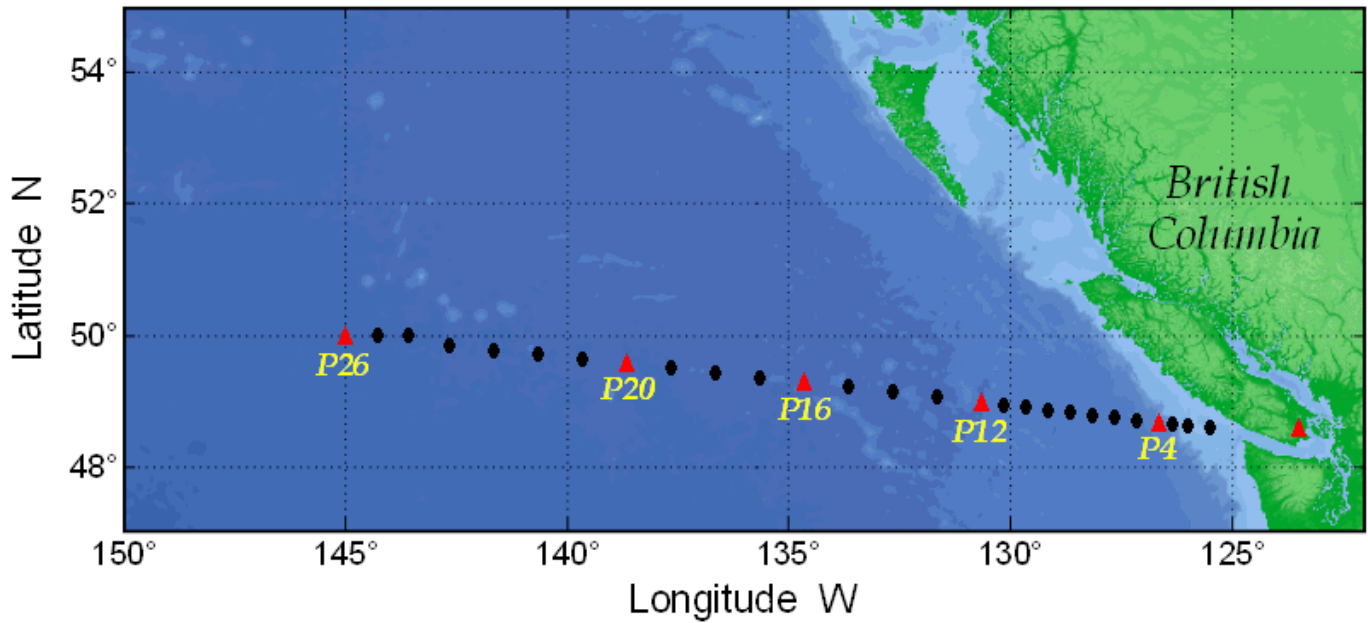 54°
52°
50°
48°
Latitude N
British
Columbia
P26
P20
P16
P12
P4
150°
145°
140°
135°
130°
125°
Longitude W